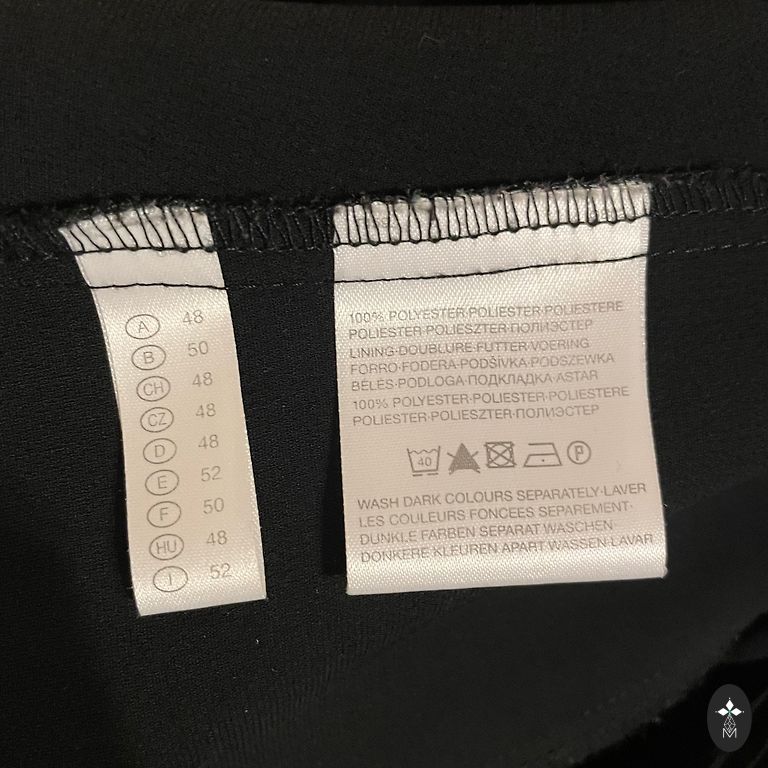 A 48
B 50
CH 48
CZ 48
D 48
E 52
F 50
HU 48
I 52
100% POLYESTER·POLIESTER·POLIESTERE
POLIESTER·POLIESZTER·ПОЛИЭСТЕР
LINING·DOUBLURE·FUTTER·VOERING
FORRO·FODERA·PODŠÍVKA·PODSZEWKA
BÉLÉS·PODLOGA·ПОДКЛАДКА·ASTAR
100% POLYESTER·POLIESTER·POLIESTERE
POLIESTER·POLIESZTER·ПОЛИЭСТЕР
40 P
WASH DARK COLOURS SEPARATELY·LAVER
LES COULEURS FONCEES SEPAREMENT·
DUNKLE FARBEN SEPARAT WASCHEN·
DONKERE KLEUREN APART WASSEN·LAVAR
M